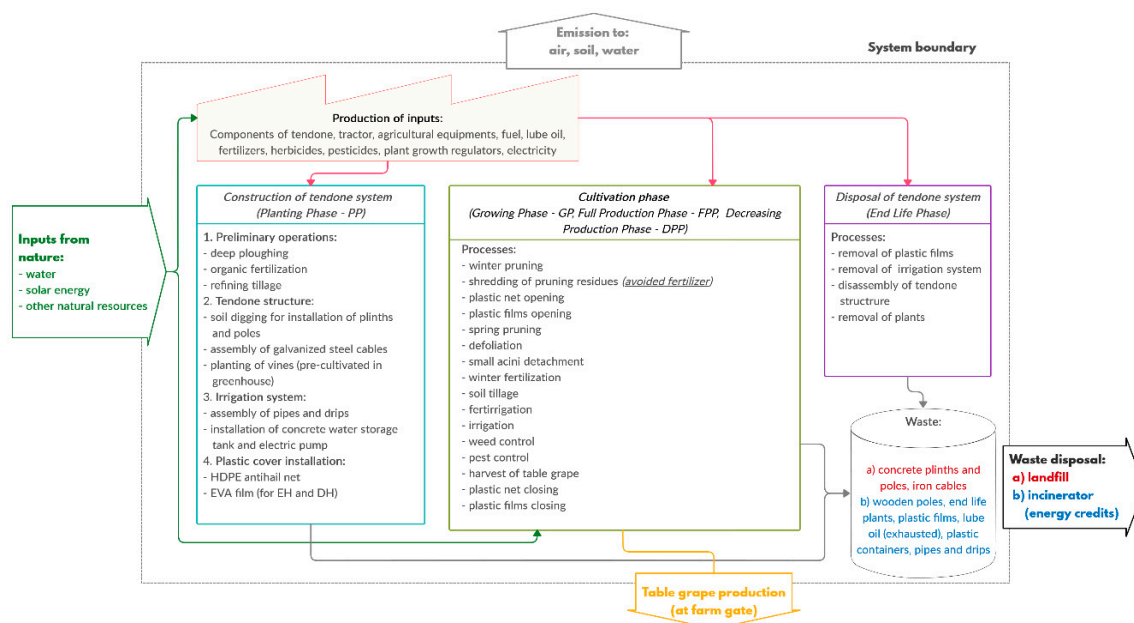 Emission to:
air, soil, water
System boundary
Production of inputs:
Components of tendone, tractor, agricultural equipments, fuel, lube oil,
fertilizers, herbicides, pesticides, plant growth regulators, electricity
Inputs from
nature:
- water
- solar energy
- other natural resources
Construction of tendone system
(Planting Phase - PP)
1. Preliminary operations:
- deep ploughing
- organic fertilization
- refining tillage
2. Tendone structure:
- soil digging for installation of plinths
and poles
- assembly of galvanized steel cables
- planting of vines (pre-cultivated in
greenhouse)
3. Irrigation system:
- assembly of pipes and drips
- installation of concrete water storage
tank and electric pump
4. Plastic cover installation:
- HDPE antihail net
- EVA film (for EH and DH)
Cultivation phase
(Growing Phase - GP, Full Production Phase - FPP, Decreasing
Production Phase - DPP)
Processes:
- winter pruning
- shredding of pruning residues (avoided fertilizer)
- plastic net opening
- plastic films opening
- spring pruning
- defoliation
- small acini detachment
- winter fertilization
- soil tillage
- fertirrigation
- irrigation
- weed control
- pest control
- harvest of table grape
- plastic net closing
- plastic films closing
Disposal of tendone system
(End Life Phase)
Processes:
- removal of plastic films
- removal of irrigation system
- disassembly of tendone
structrure
- removal of plants
Waste:
a) concrete plinths and
poles, iron cables
b) wooden poles, end life
plants, plastic films, lube
oil (exhausted), plastic
containers, pipes and drips
Waste disposal:
a) landfill
b) incinerator
(energy credits)
Table grape production
(at farm gate)